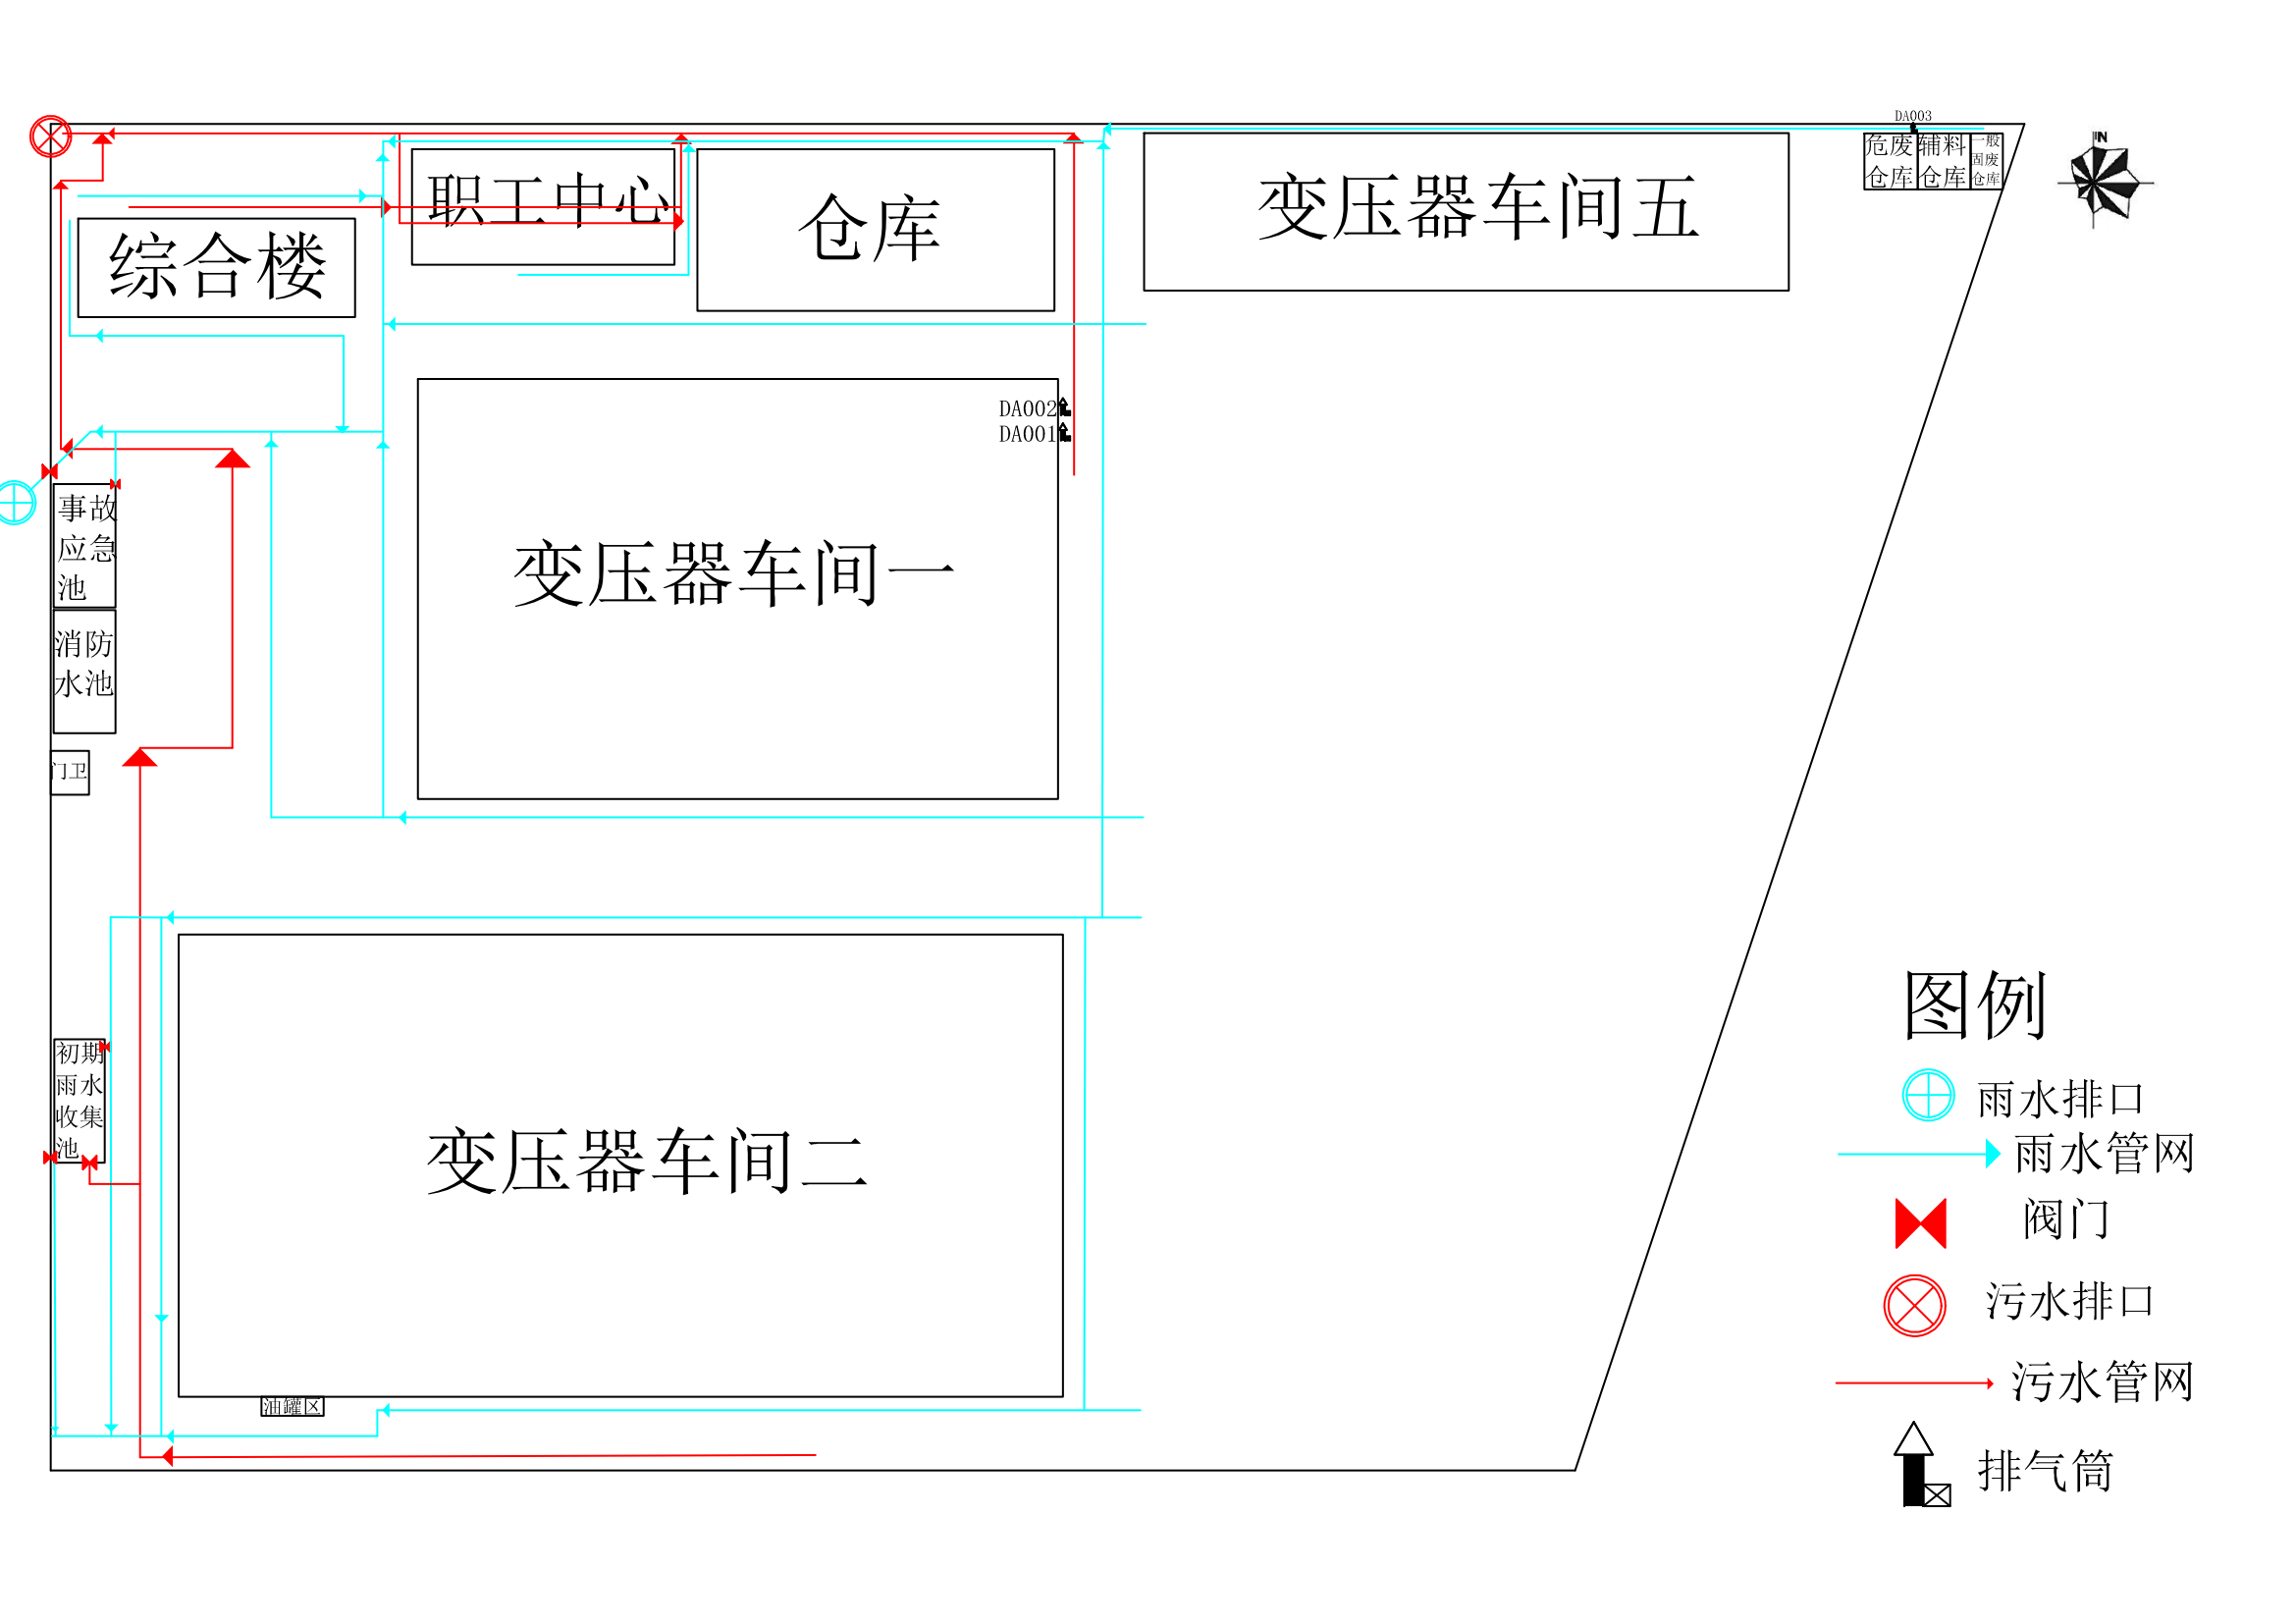 DA003
N
危废
仓库
辅料
仓库
一般
固废
仓库
职工中心
仓库
变压器车间五
综合楼
DA002
DA001
事故
应急
池
变压器车间一
消防
水池
门卫
初期
雨水
收集
池
变压器车间二
油罐区
图例
雨水排口
雨水管网
阀门
污水排口
污水管网
排气筒